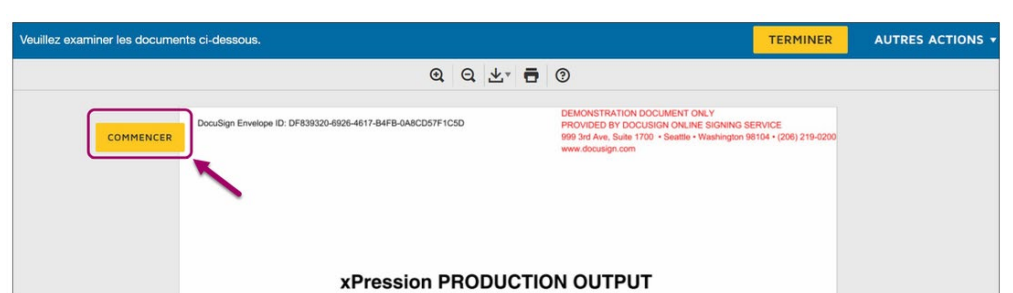 Veuillez examiner les documents ci-dessous.
TERMINER
AUTRES ACTIONS
COMMENCER
DocuSign Envelope ID: DF839320-6926-4617-B4FB-0A8CD57F1C5D
DEMONSTRATION DOCUMENT ONLY
PROVIDED BY DOCUSIGN ONLINE SIGNING SERVICE
999 3rd Ave, Suite 1700 • Seattle • Washington 98104 • (206) 219-0200
www.docusign.com
xPression PRODUCTION OUTPUT